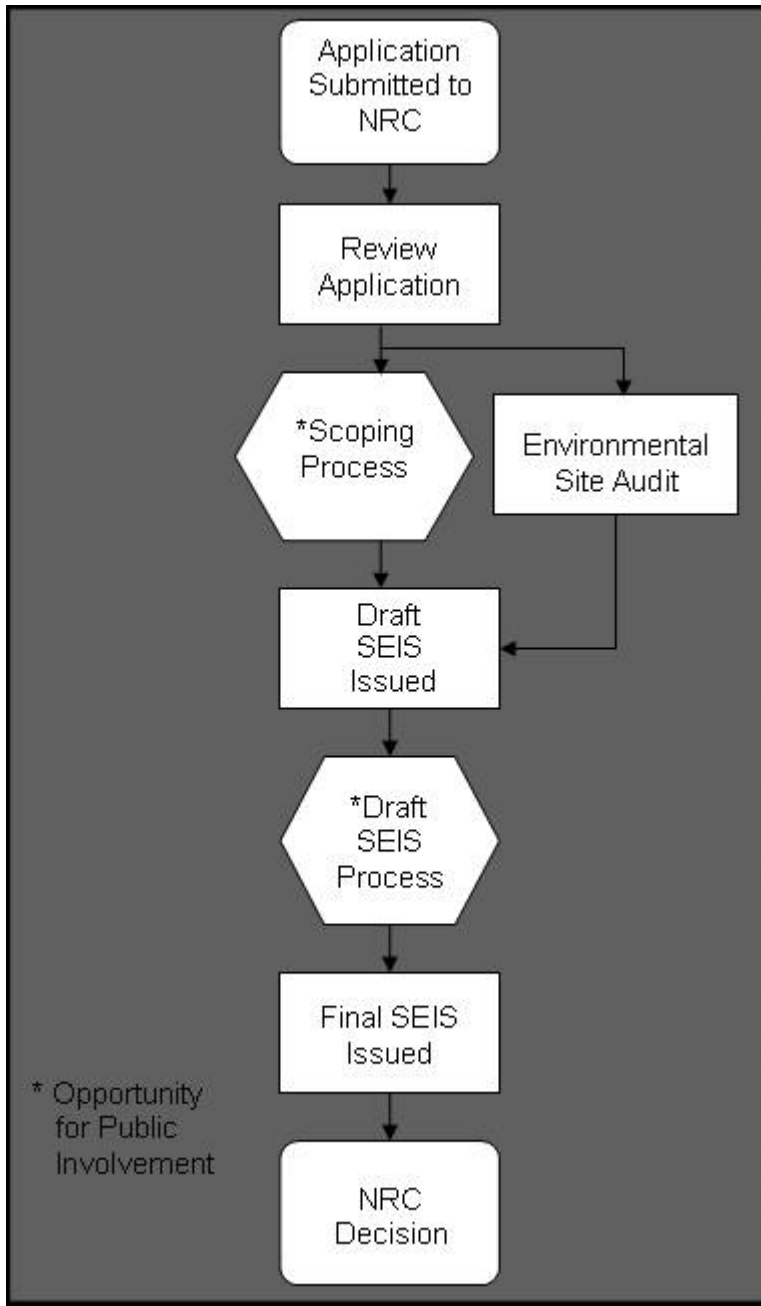 Application
Submitted to
NRC
Review
Application
*Scoping
Process
Environmental
Site Audit
Draft
SEIS
Issued
*Draft
SEIS
Process
Final SEIS
Issued
* Opportunity
for Public
Involvement
NRC
Decision